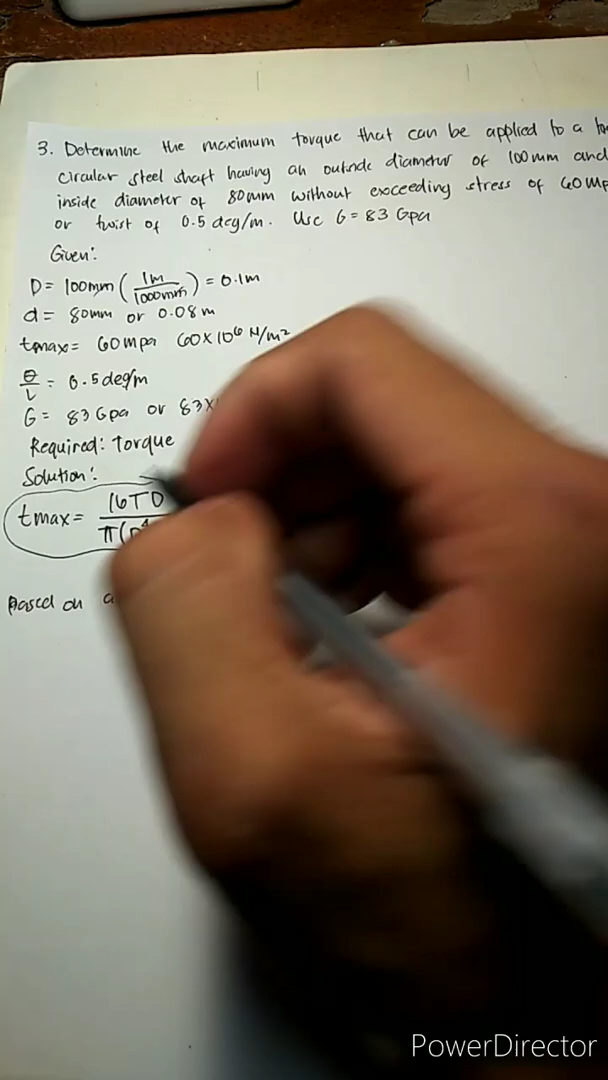 3. Determine the maximum torque that can be applied to a
circular steel shaft having an outside diameter of 100mm and
inside diameter of 80mm without exceeding stress of 60
or twist of 0.5 deg/m. Use G = 83 Gpa
Given:
D = 100mm (1m/1000mm) = 0.1m
d = 80mm or 0.08 m
tmax = 60mpa 60x10⁶ N/m²
θ/L = 0.5deg/m
G = 83Gpa or 83x
Required: Torque
Solution:
tmax = 16TD
π(D⁴
Based on
PowerDirector